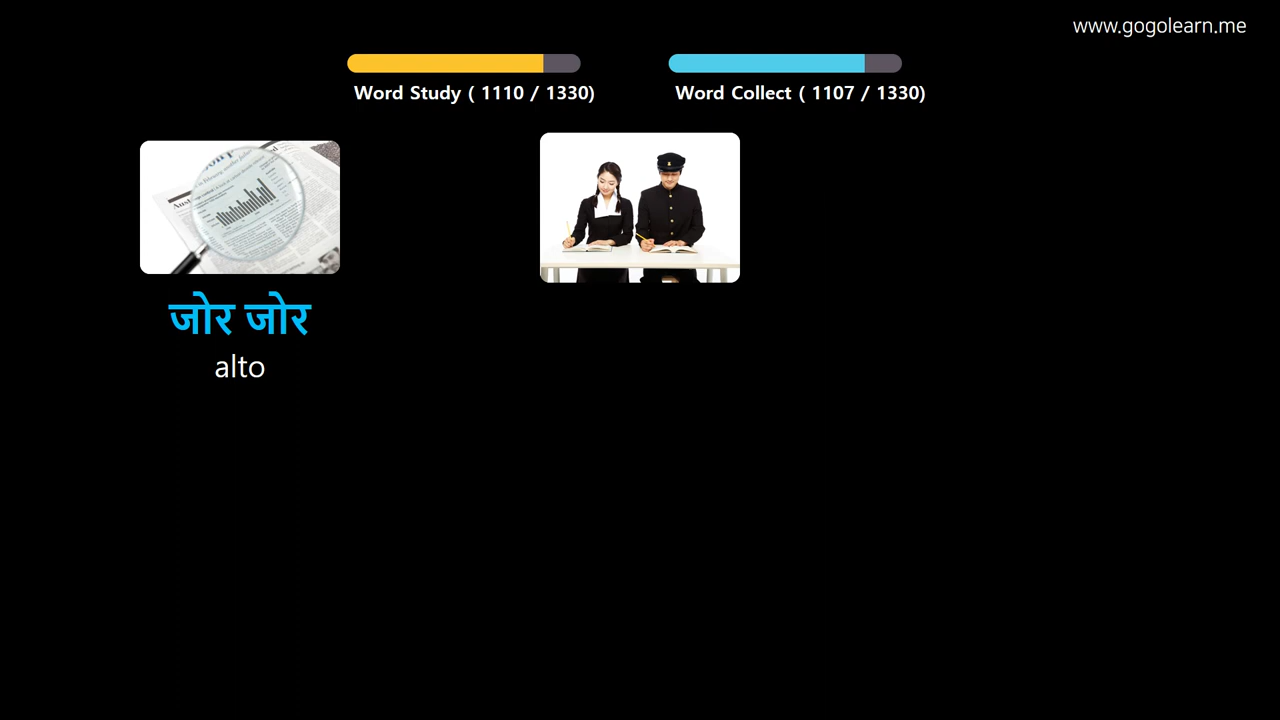 www.gogolearn.me
Word Study ( 1110 / 1330)
Word Collect ( 1107 / 1330)
जोर जोर
alto